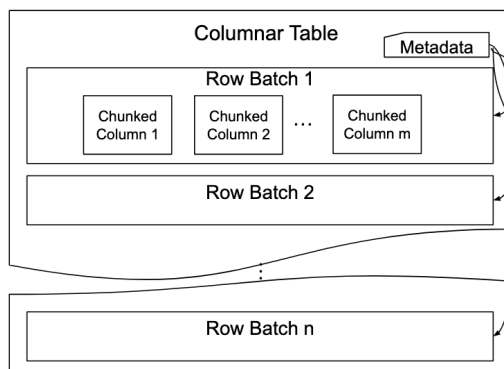 Columnar Table
Metadata
Row Batch 1
Chunked
Column 1
Chunked
Column 2
...
Chunked
Column m
Row Batch 2
Row Batch n